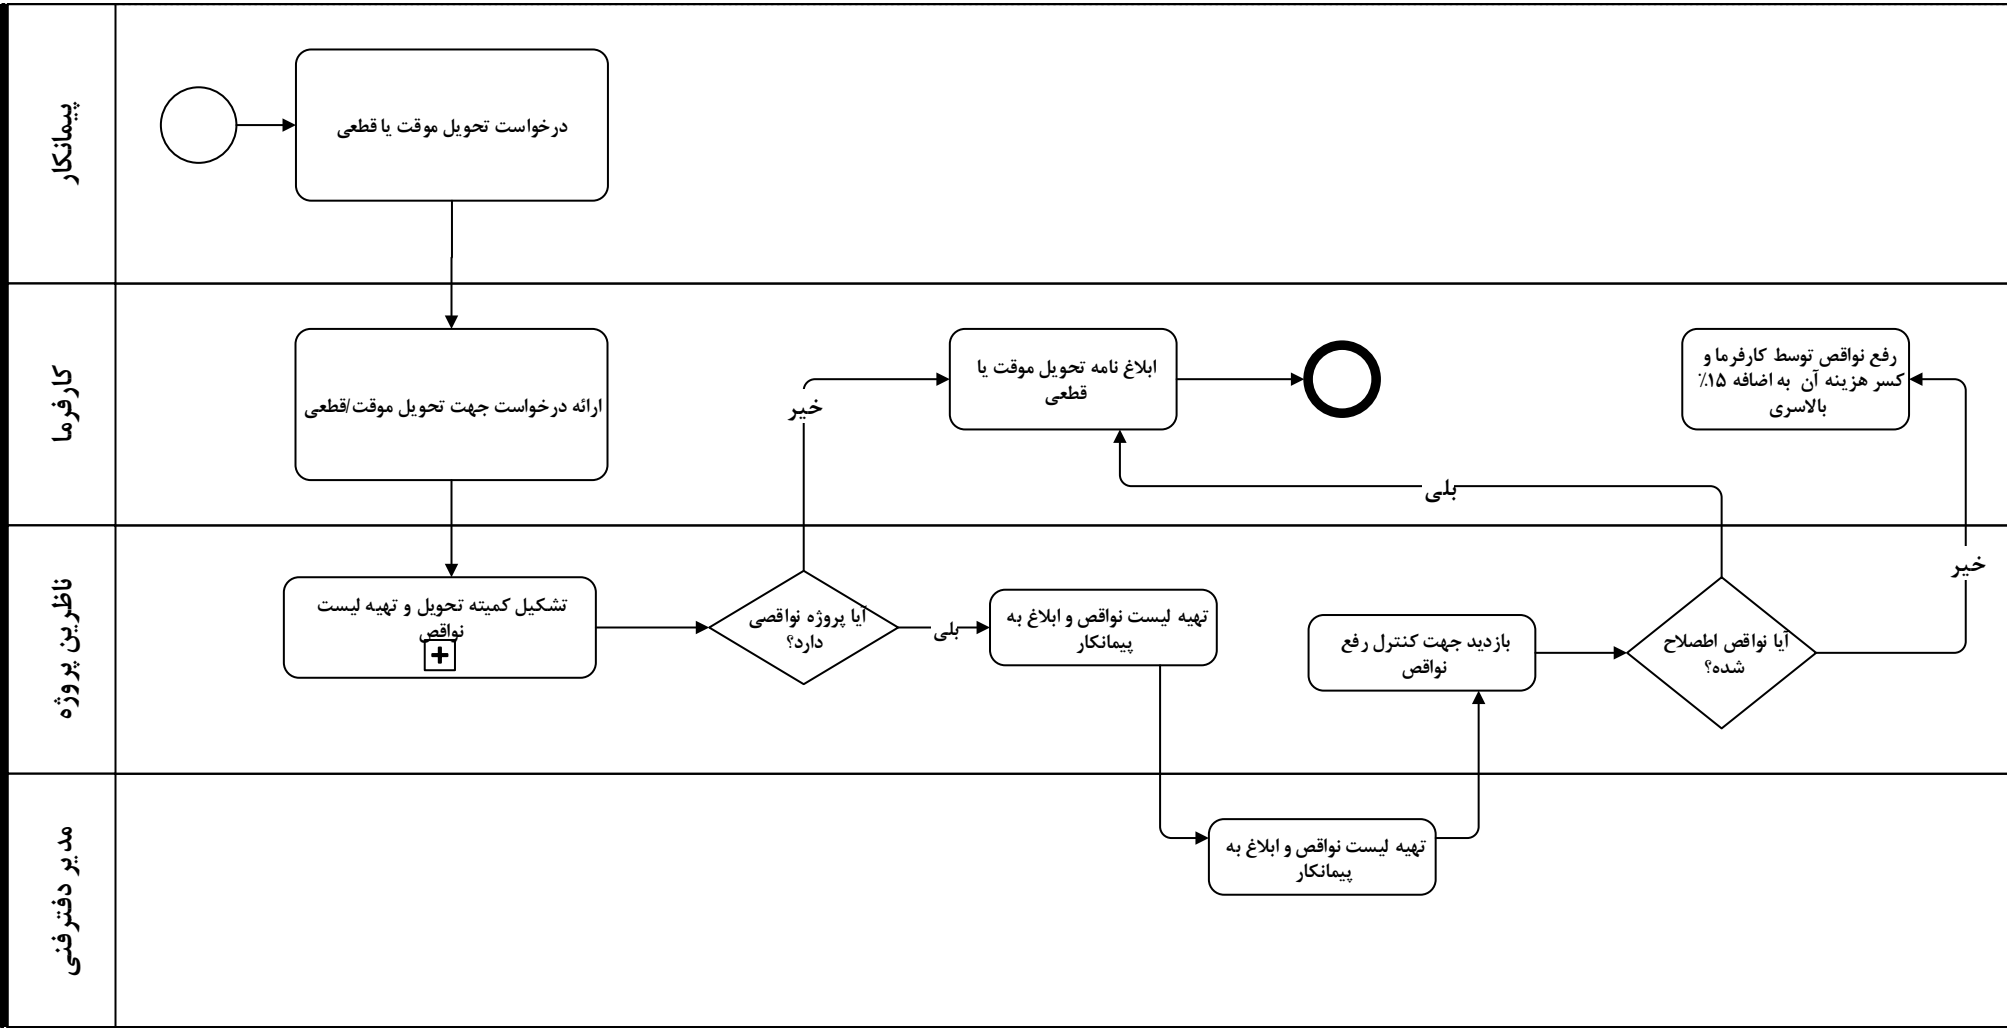 پیمانکار
درخواست تحویل موقت یا قطعی
کارفرما
ارائه درخواست جهت تحویل موقت/قطعی
خیر
ابلاغ نامه تحویل موقت یا
قطعی
بلی
رفع نواقص توسط کارفرما و
کسر هزینه آن به اضافه ۱۵٪
بالاسری
خیر
ناظرین پروژه
تشکیل کمیته تحویل و تهیه لیست
نواقص
آیا پروژه نواقصی
دارد؟
بلی
تهیه لیست نواقص و ابلاغ به
پیمانکار
بازدید جهت کنترل رفع
نواقص
آیا نواقص اطصلاح
شده؟
مدیر دفترفنی
تهیه لیست نواقص و ابلاغ به
پیمانکار